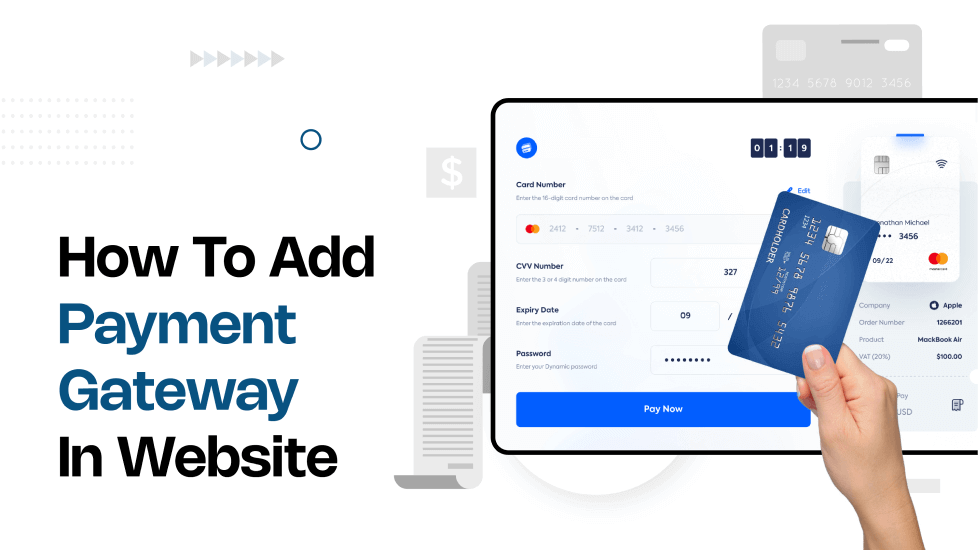 How To Add
Payment
Gateway
In Website
$
1234 5678 9012 3456
01:19
Card Number
Enter the 16-digit card number on the card
Edit
2412 • 7512 • 3412 • 3456
CVV Number
Enter the 3 or 4 digit number on the card
327
Expiry Date
Enter the expiration date of the card
09 /
Password
Enter your Dynamic password
••••••••
Pay Now
CARDHOLDER
1234 5678 9876 5432
1234
Michael
3456
09/22
mastercard
Company Apple
Order Number 1266201
Product MackBook Air
VAT (20%) $100.00
Pay
USD